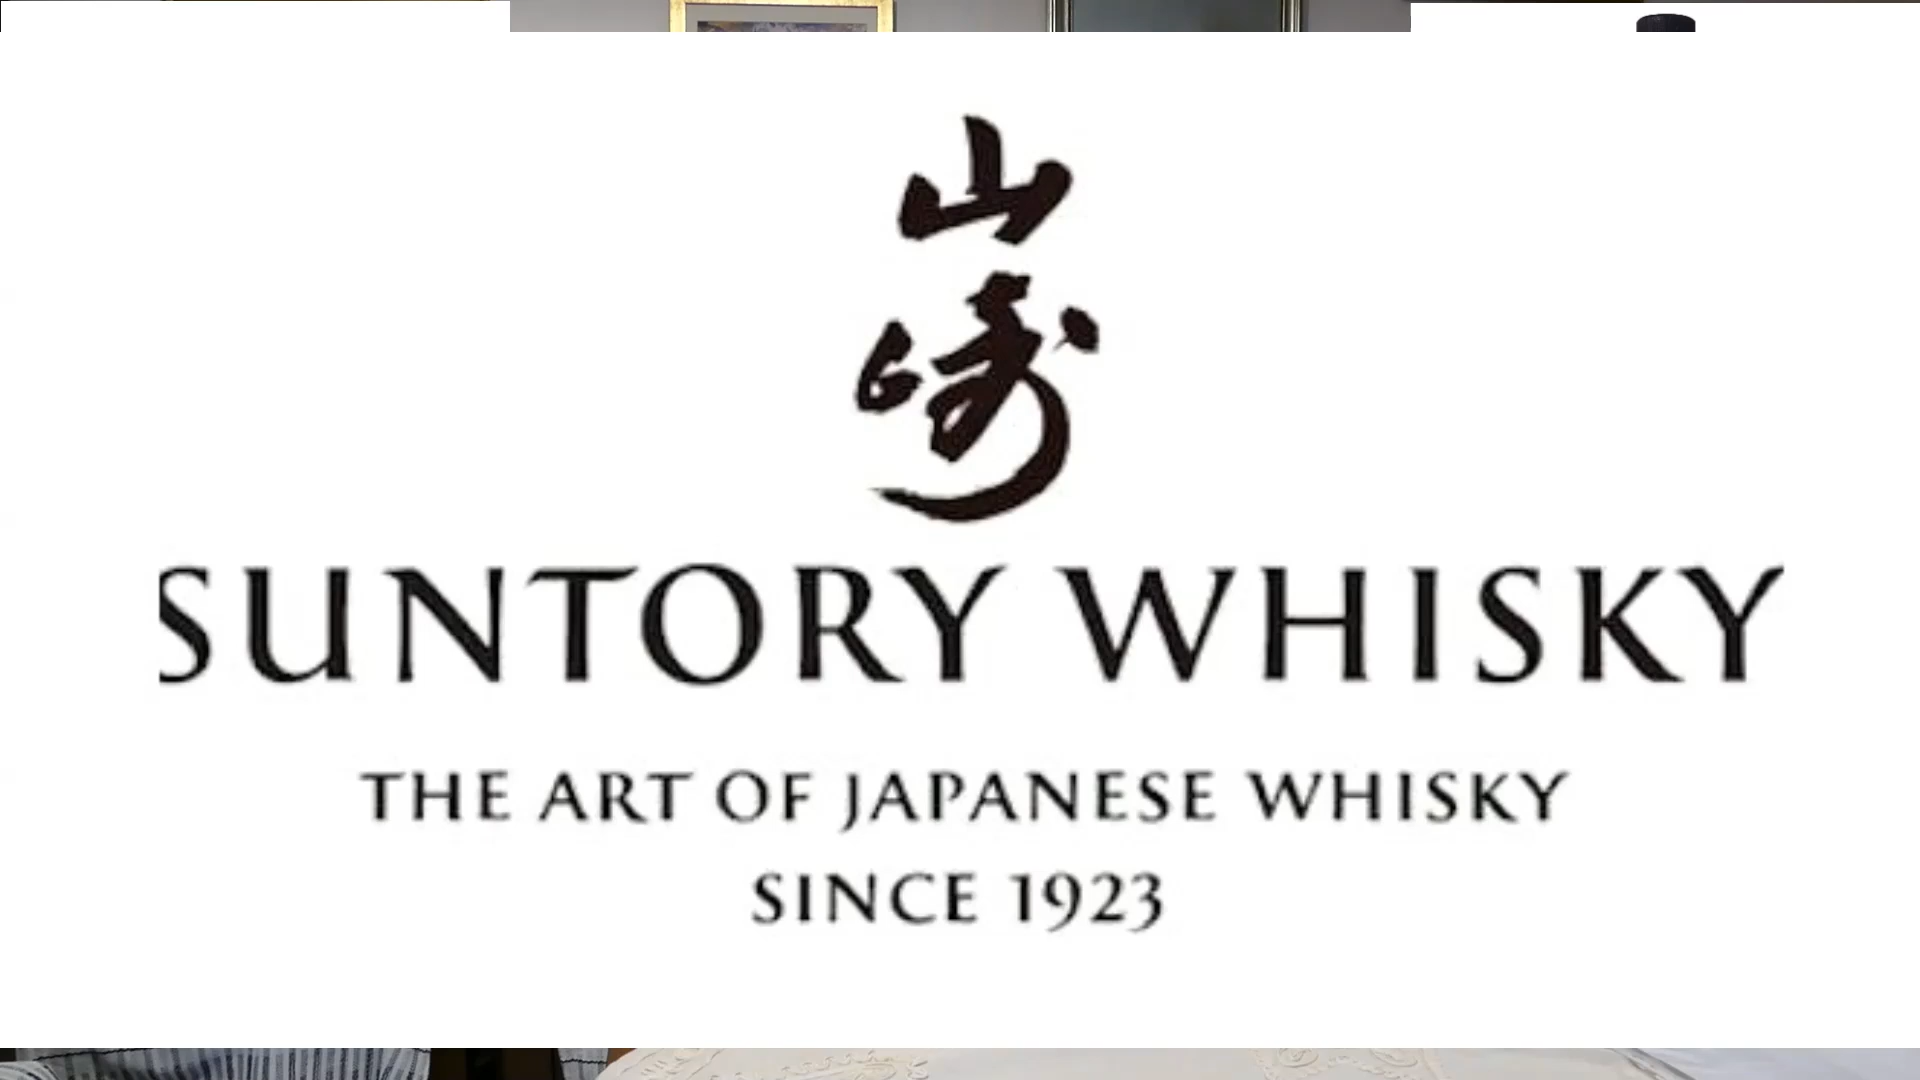 山
崎
SUNTORY WHISKY
THE ART OF JAPANESE WHISKY
SINCE 1923